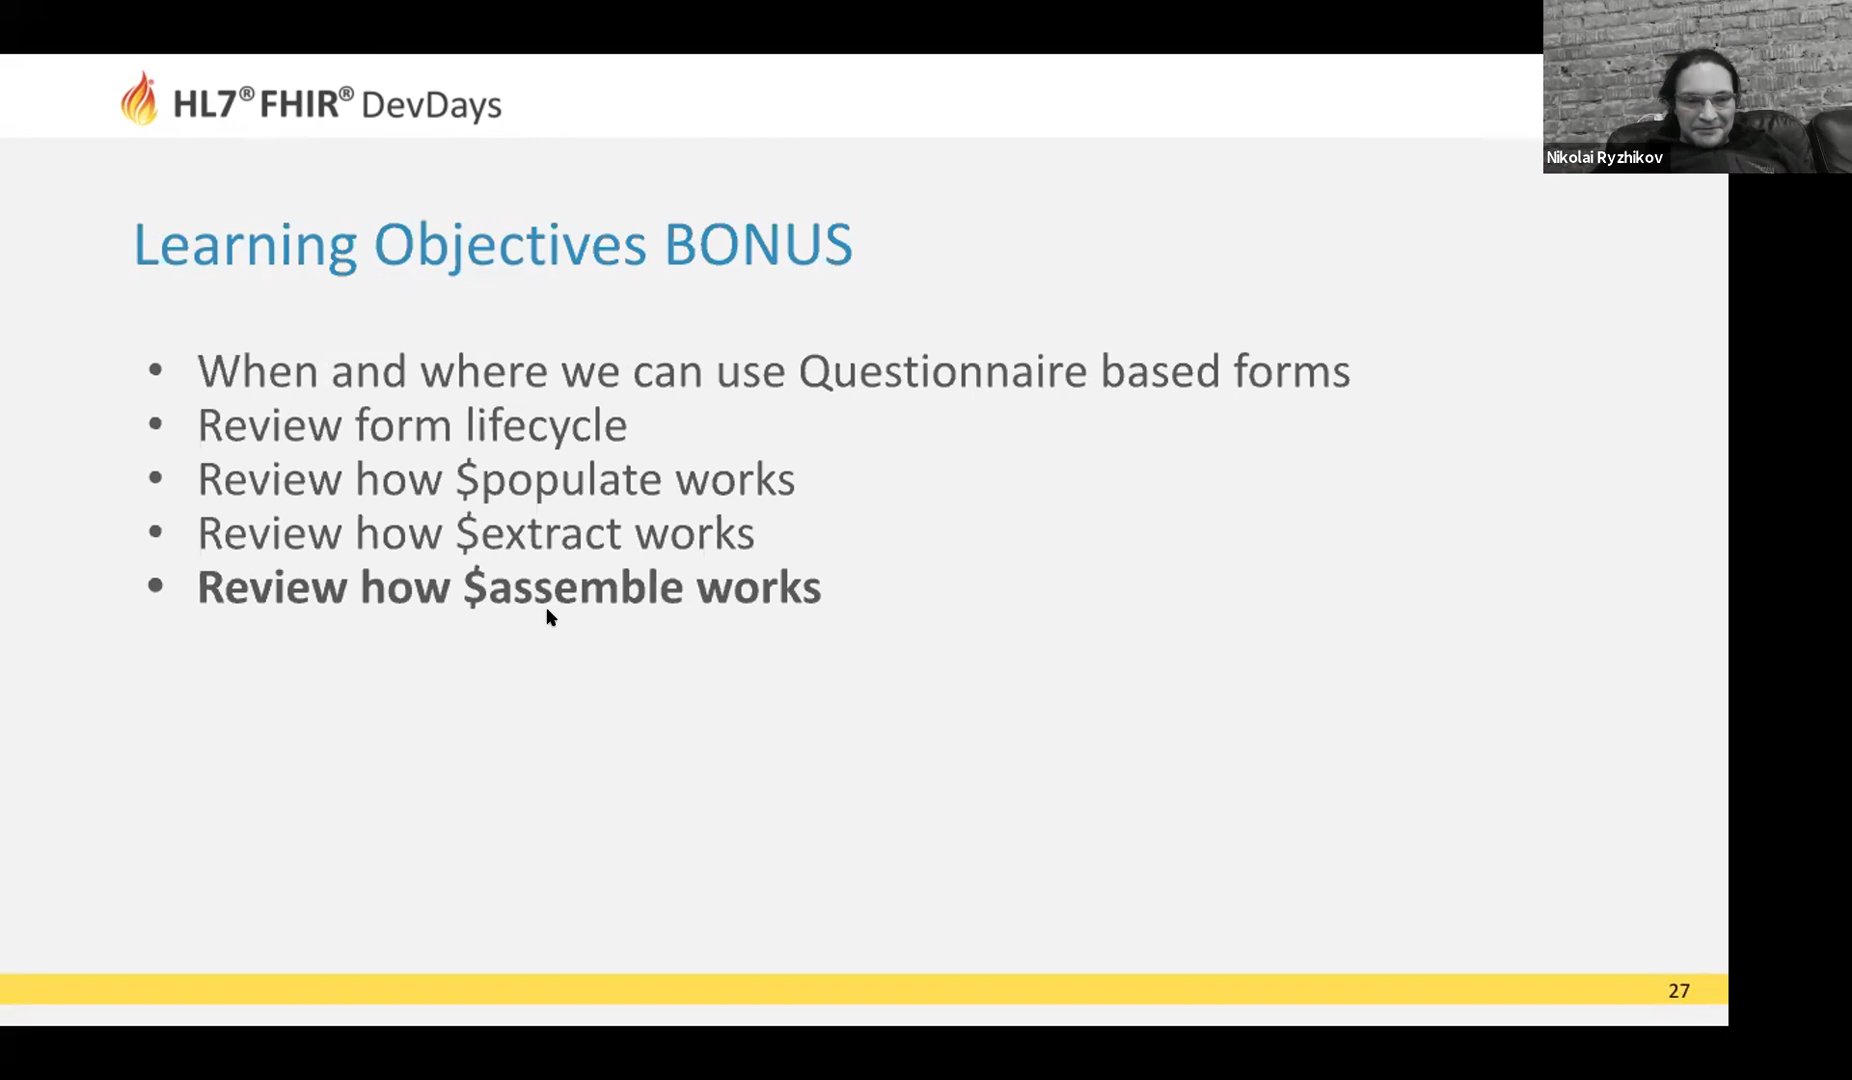 HL7® FHIR® DevDays
Nikolai Ryzhikov
Learning Objectives BONUS
• When and where we can use Questionnaire based forms
• Review form lifecycle
• Review how $populate works
• Review how $extract works
• Review how $assemble works
27